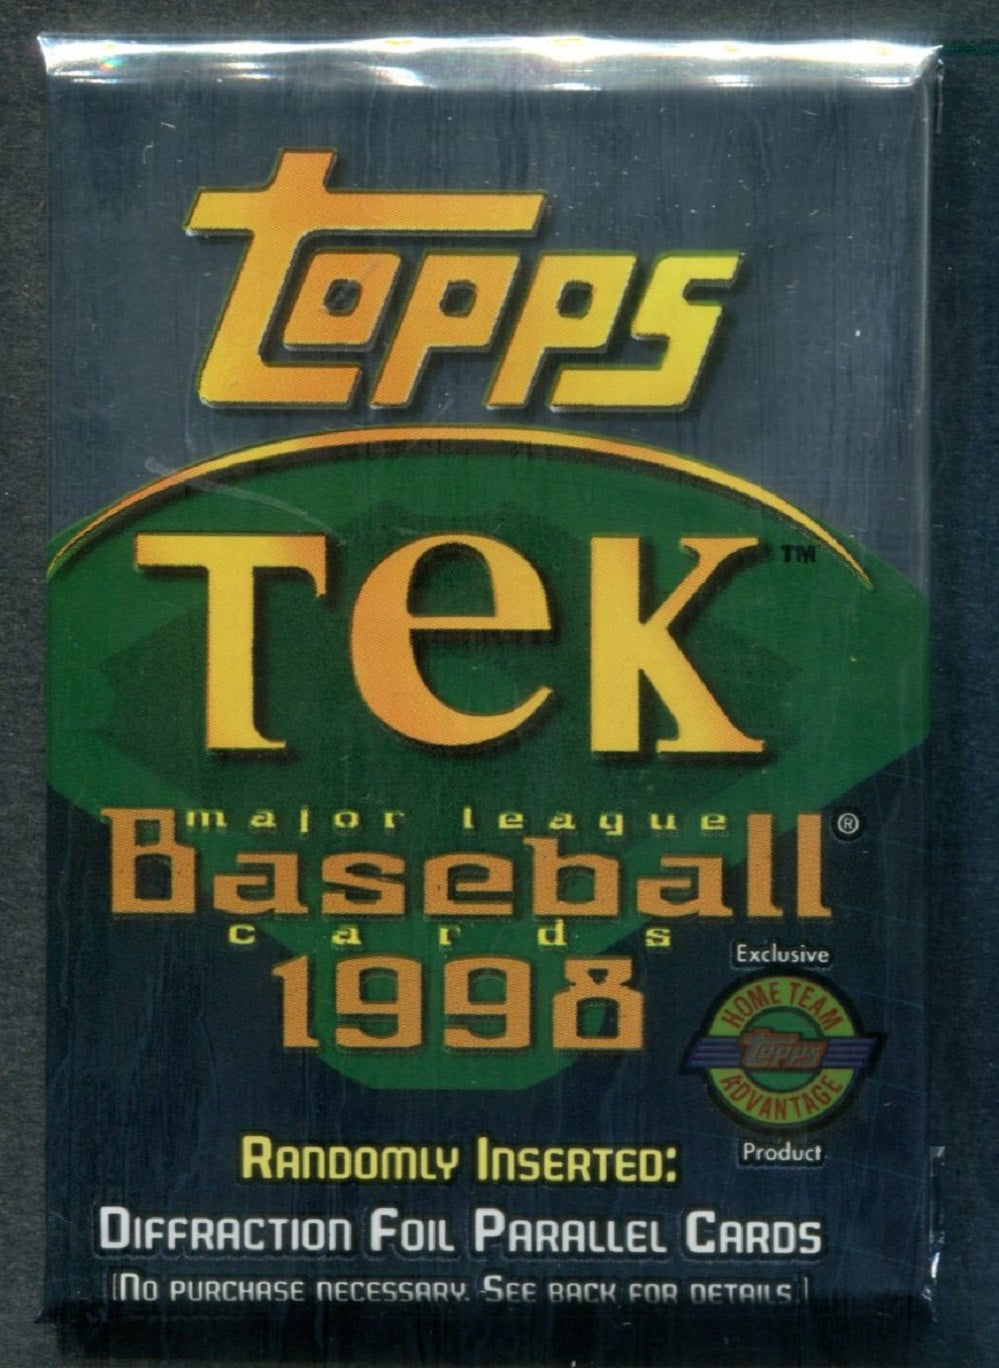 Topps
TeK™
major league
Baseball®
cards
1998
Exclusive
HOME TEAM
Topps
ADVANTAGE
Product
RANDOMLY INSERTED:
DIFFRACTION FOIL PARALLEL CARDS
(NO PURCHASE NECESSARY. SEE BACK FOR DETAILS.)